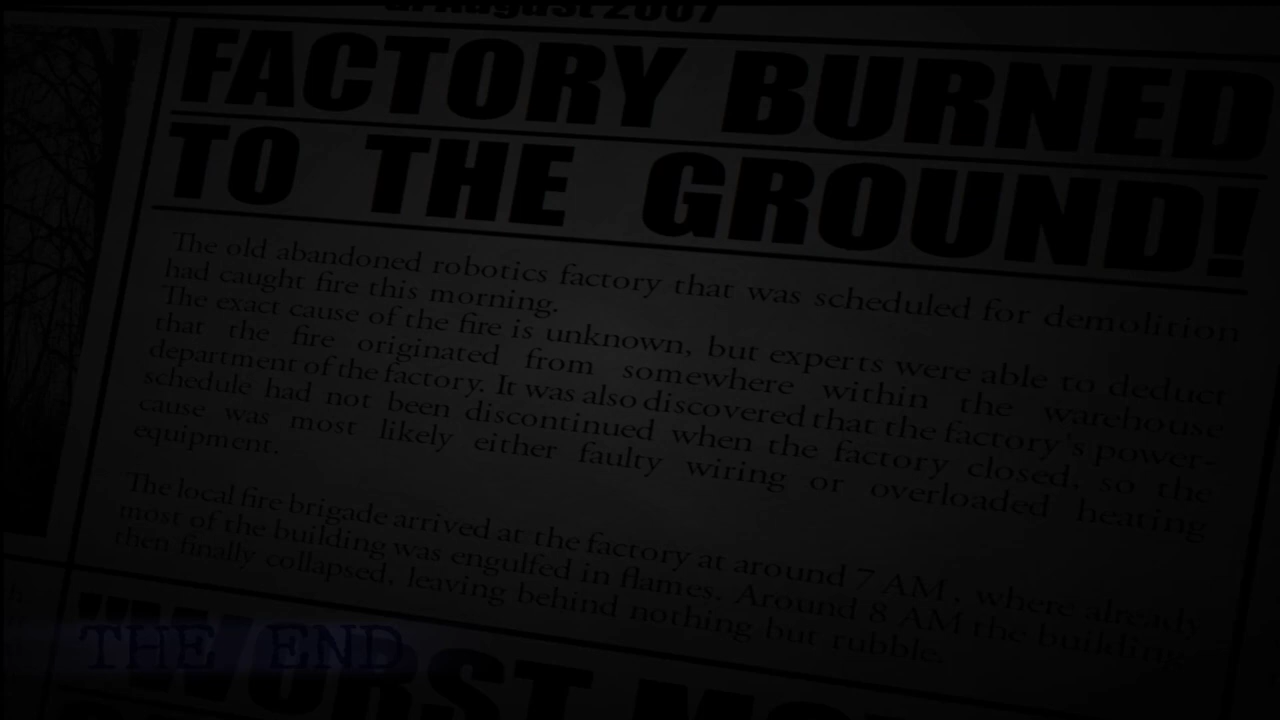 August 2007
FACTORY BURNED
TO THE GROUND!
The old abandoned robotics factory that was scheduled for demolition
had caught fire this morning.
The exact cause of the fire is unknown, but experts were able to deduct
that the fire originated from somewhere within the warehouse
department of the factory. It was also discovered that the factory's power-
schedule had not been discontinued when the factory closed, so the
cause was most likely either faulty wiring or overloaded heating
equipment.
The local fire brigade arrived at the factory at around 7 AM, where already
most of the building was engulfed in flames. Around 8 AM the building
then finally collapsed, leaving behind nothing but rubble.
THE END
"WORST